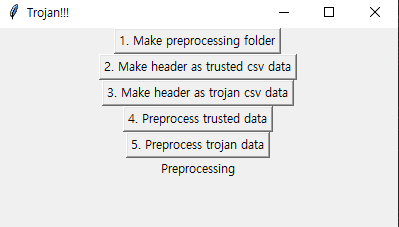 Trojan!!!
1. Make preprocessing folder
2. Make header as trusted csv data
3. Make header as trojan csv data
4. Preprocess trusted data
5. Preprocess trojan data
Preprocessing